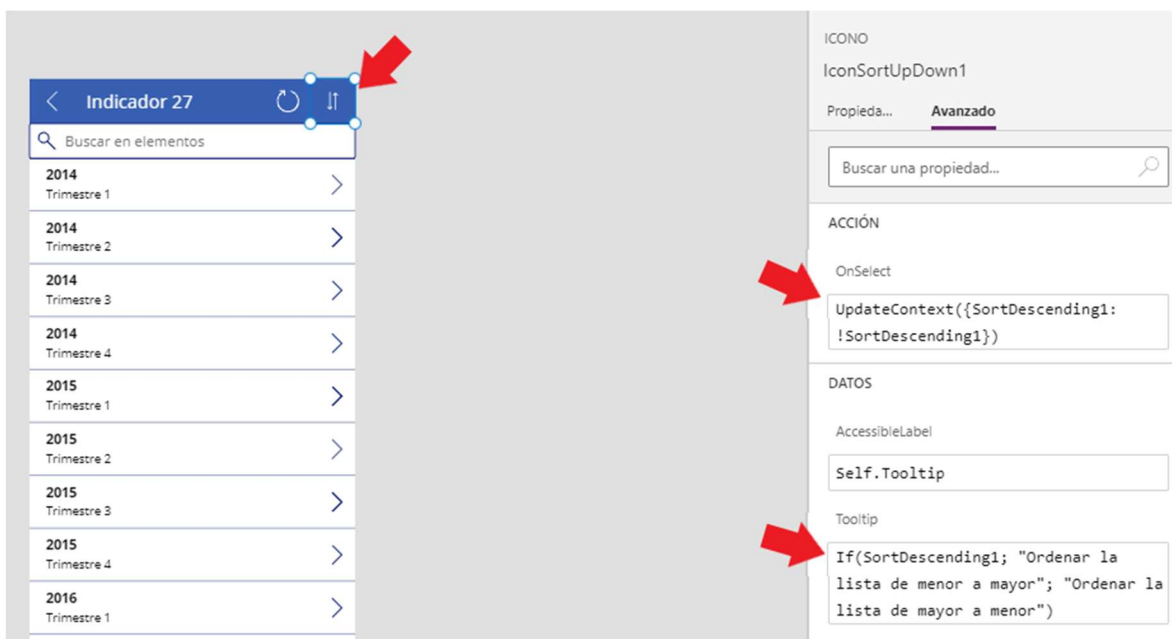 Indicador 27
Buscar en elementos
2014
Trimestre 1
2014
Trimestre 2
2014
Trimestre 3
2014
Trimestre 4
2015
Trimestre 1
2015
Trimestre 2
2015
Trimestre 3
2015
Trimestre 4
2016
Trimestre 1
ICONO
IconSortUpDown1
Propieda... Avanzado
Buscar una propiedad...
ACCIÓN
OnSelect
UpdateContext({SortDescending1:
!SortDescending1})
DATOS
AccessibleLabel
Self.Tooltip
Tooltip
If(SortDescending1; "Ordenar la
lista de menor a mayor"; "Ordenar la
lista de mayor a menor")